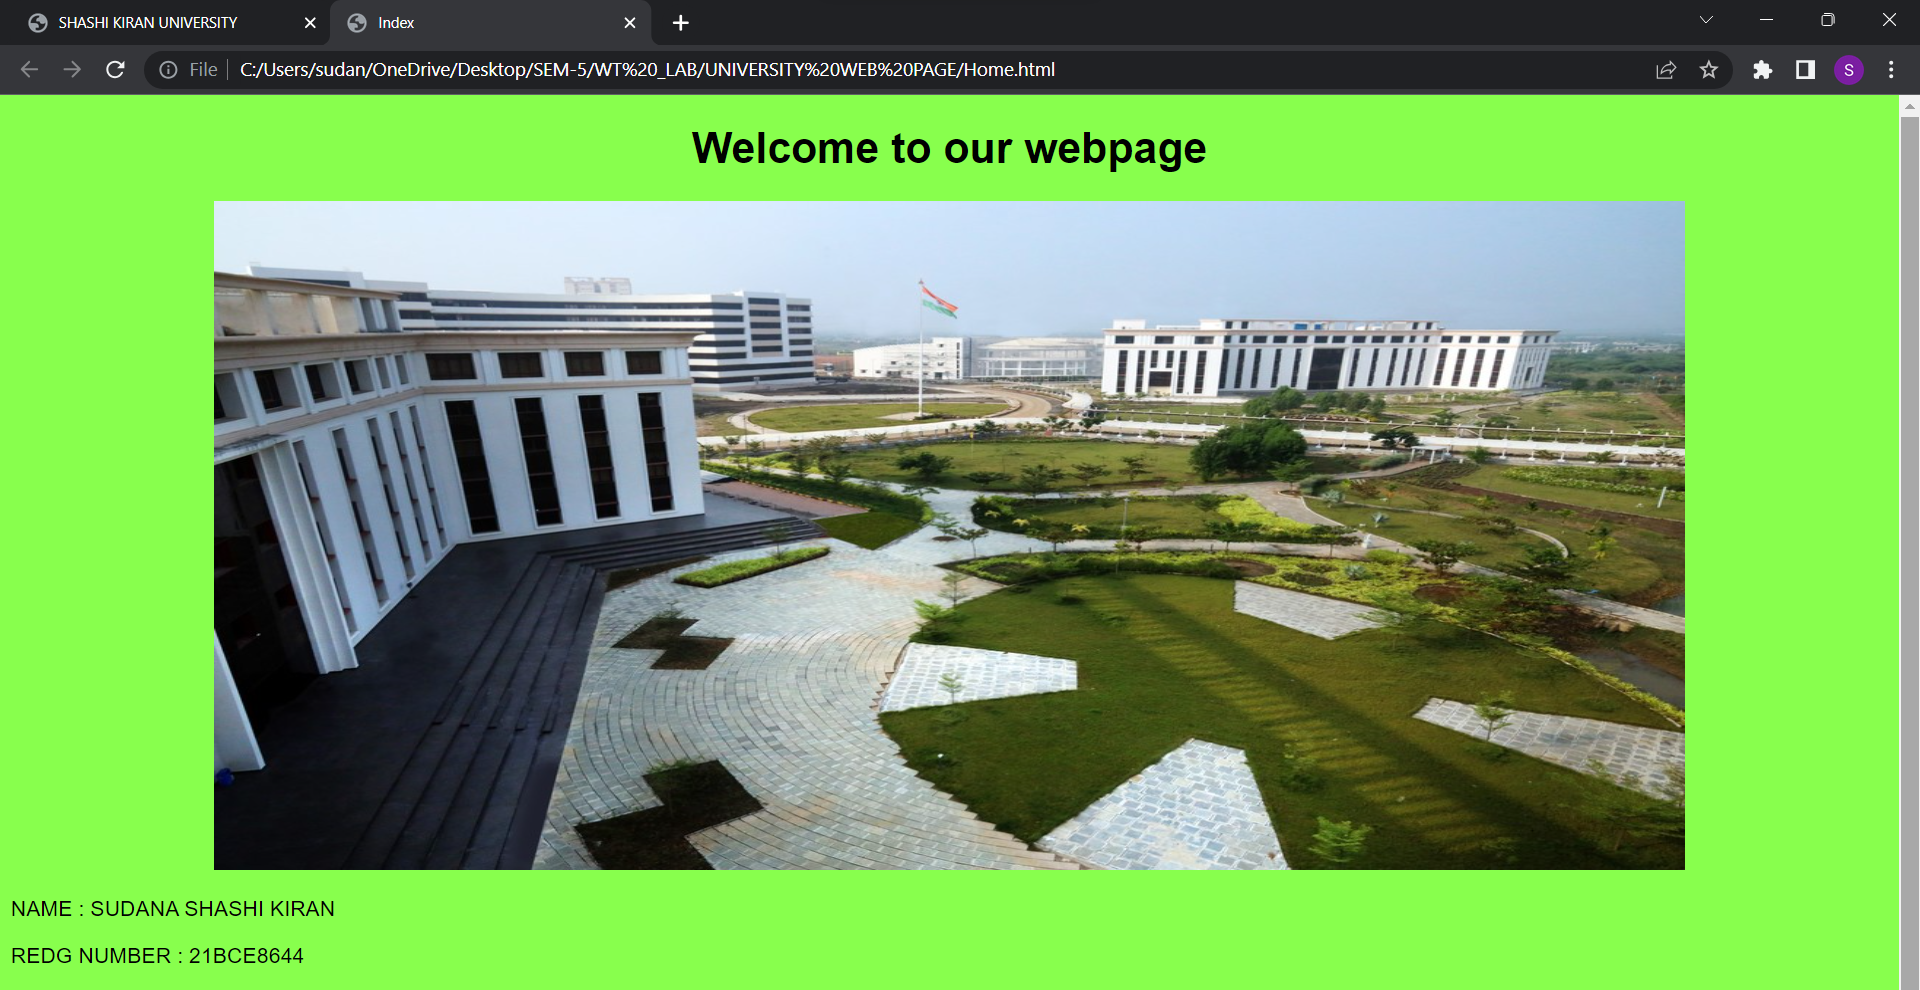 SHASHI KIRAN UNIVERSITY
Index
File
C:/Users/sudan/OneDrive/Desktop/SEM-5/WT%20_LAB/UNIVERSITY%20WEB%20PAGE/Home.html
S
Welcome to our webpage
NAME : SUDANA SHASHI KIRAN
REDG NUMBER : 21BCE8644